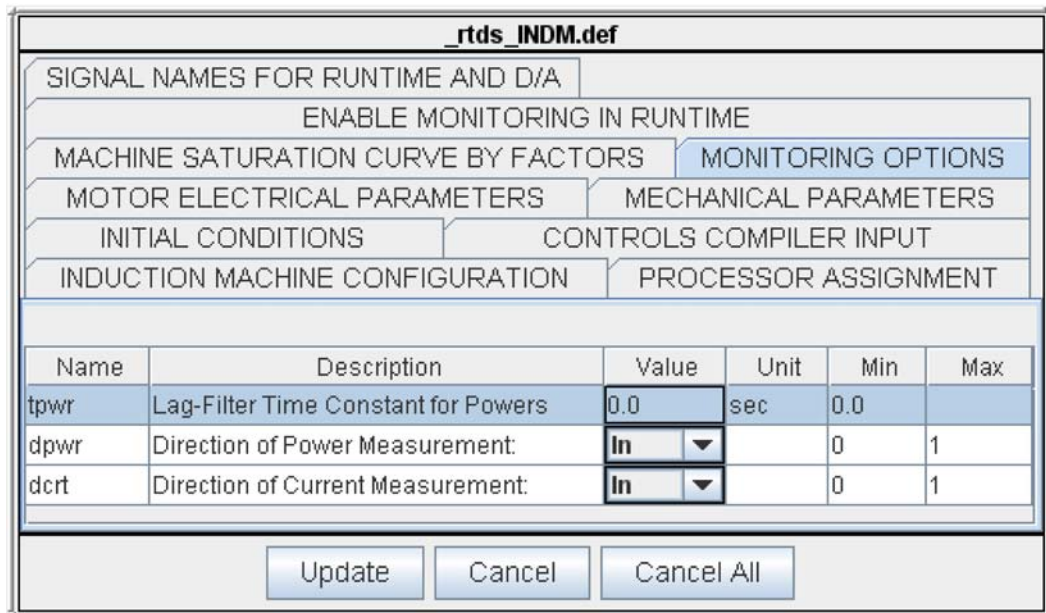 _rtds_INDM.def
SIGNAL NAMES FOR RUNTIME AND D/A
ENABLE MONITORING IN RUNTIME
MACHINE SATURATION CURVE BY FACTORS MONITORING OPTIONS
MOTOR ELECTRICAL PARAMETERS MECHANICAL PARAMETERS
INITIAL CONDITIONS CONTROLS COMPILER INPUT
INDUCTION MACHINE CONFIGURATION PROCESSOR ASSIGNMENT
Name Description Value Unit Min Max
tpwr Lag-Filter Time Constant for Powers 0.0 sec 0.0
dpwr Direction of Power Measurement: In 0 1
dcrt Direction of Current Measurement: In 0 1
Update Cancel Cancel All